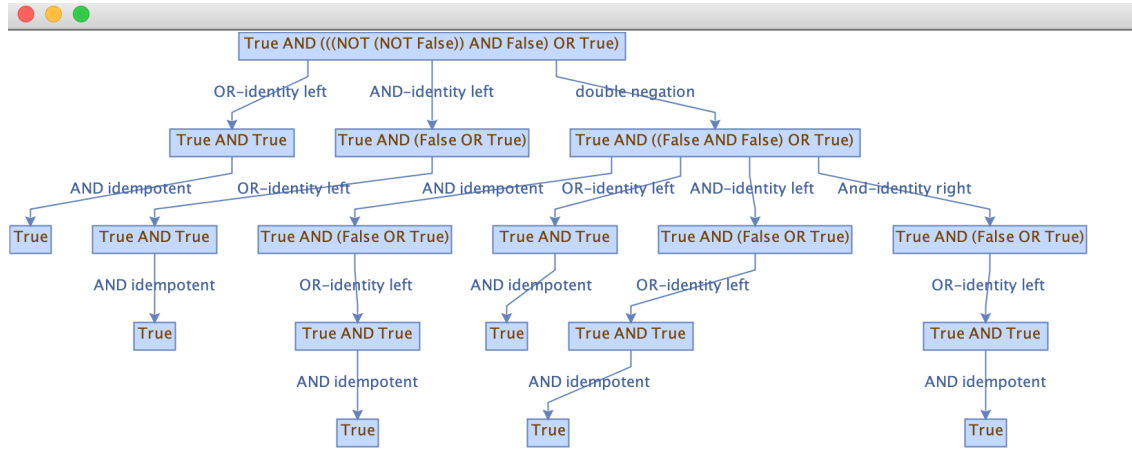 True AND (((NOT (NOT False)) AND False) OR True)
OR-identity left AND-identity left double negation
True AND True True AND (False OR True) True AND ((False AND False) OR True)
AND idempotent OR-identity left AND idempotent OR-identity left AND-identity left And-identity right
True True AND True True AND (False OR True) True AND True True AND (False OR True) True AND (False OR True)
AND idempotent OR-identity left AND idempotent OR-identity left OR-identity left
True True AND True True True AND True True AND True
AND idempotent AND idempotent AND idempotent
True True True